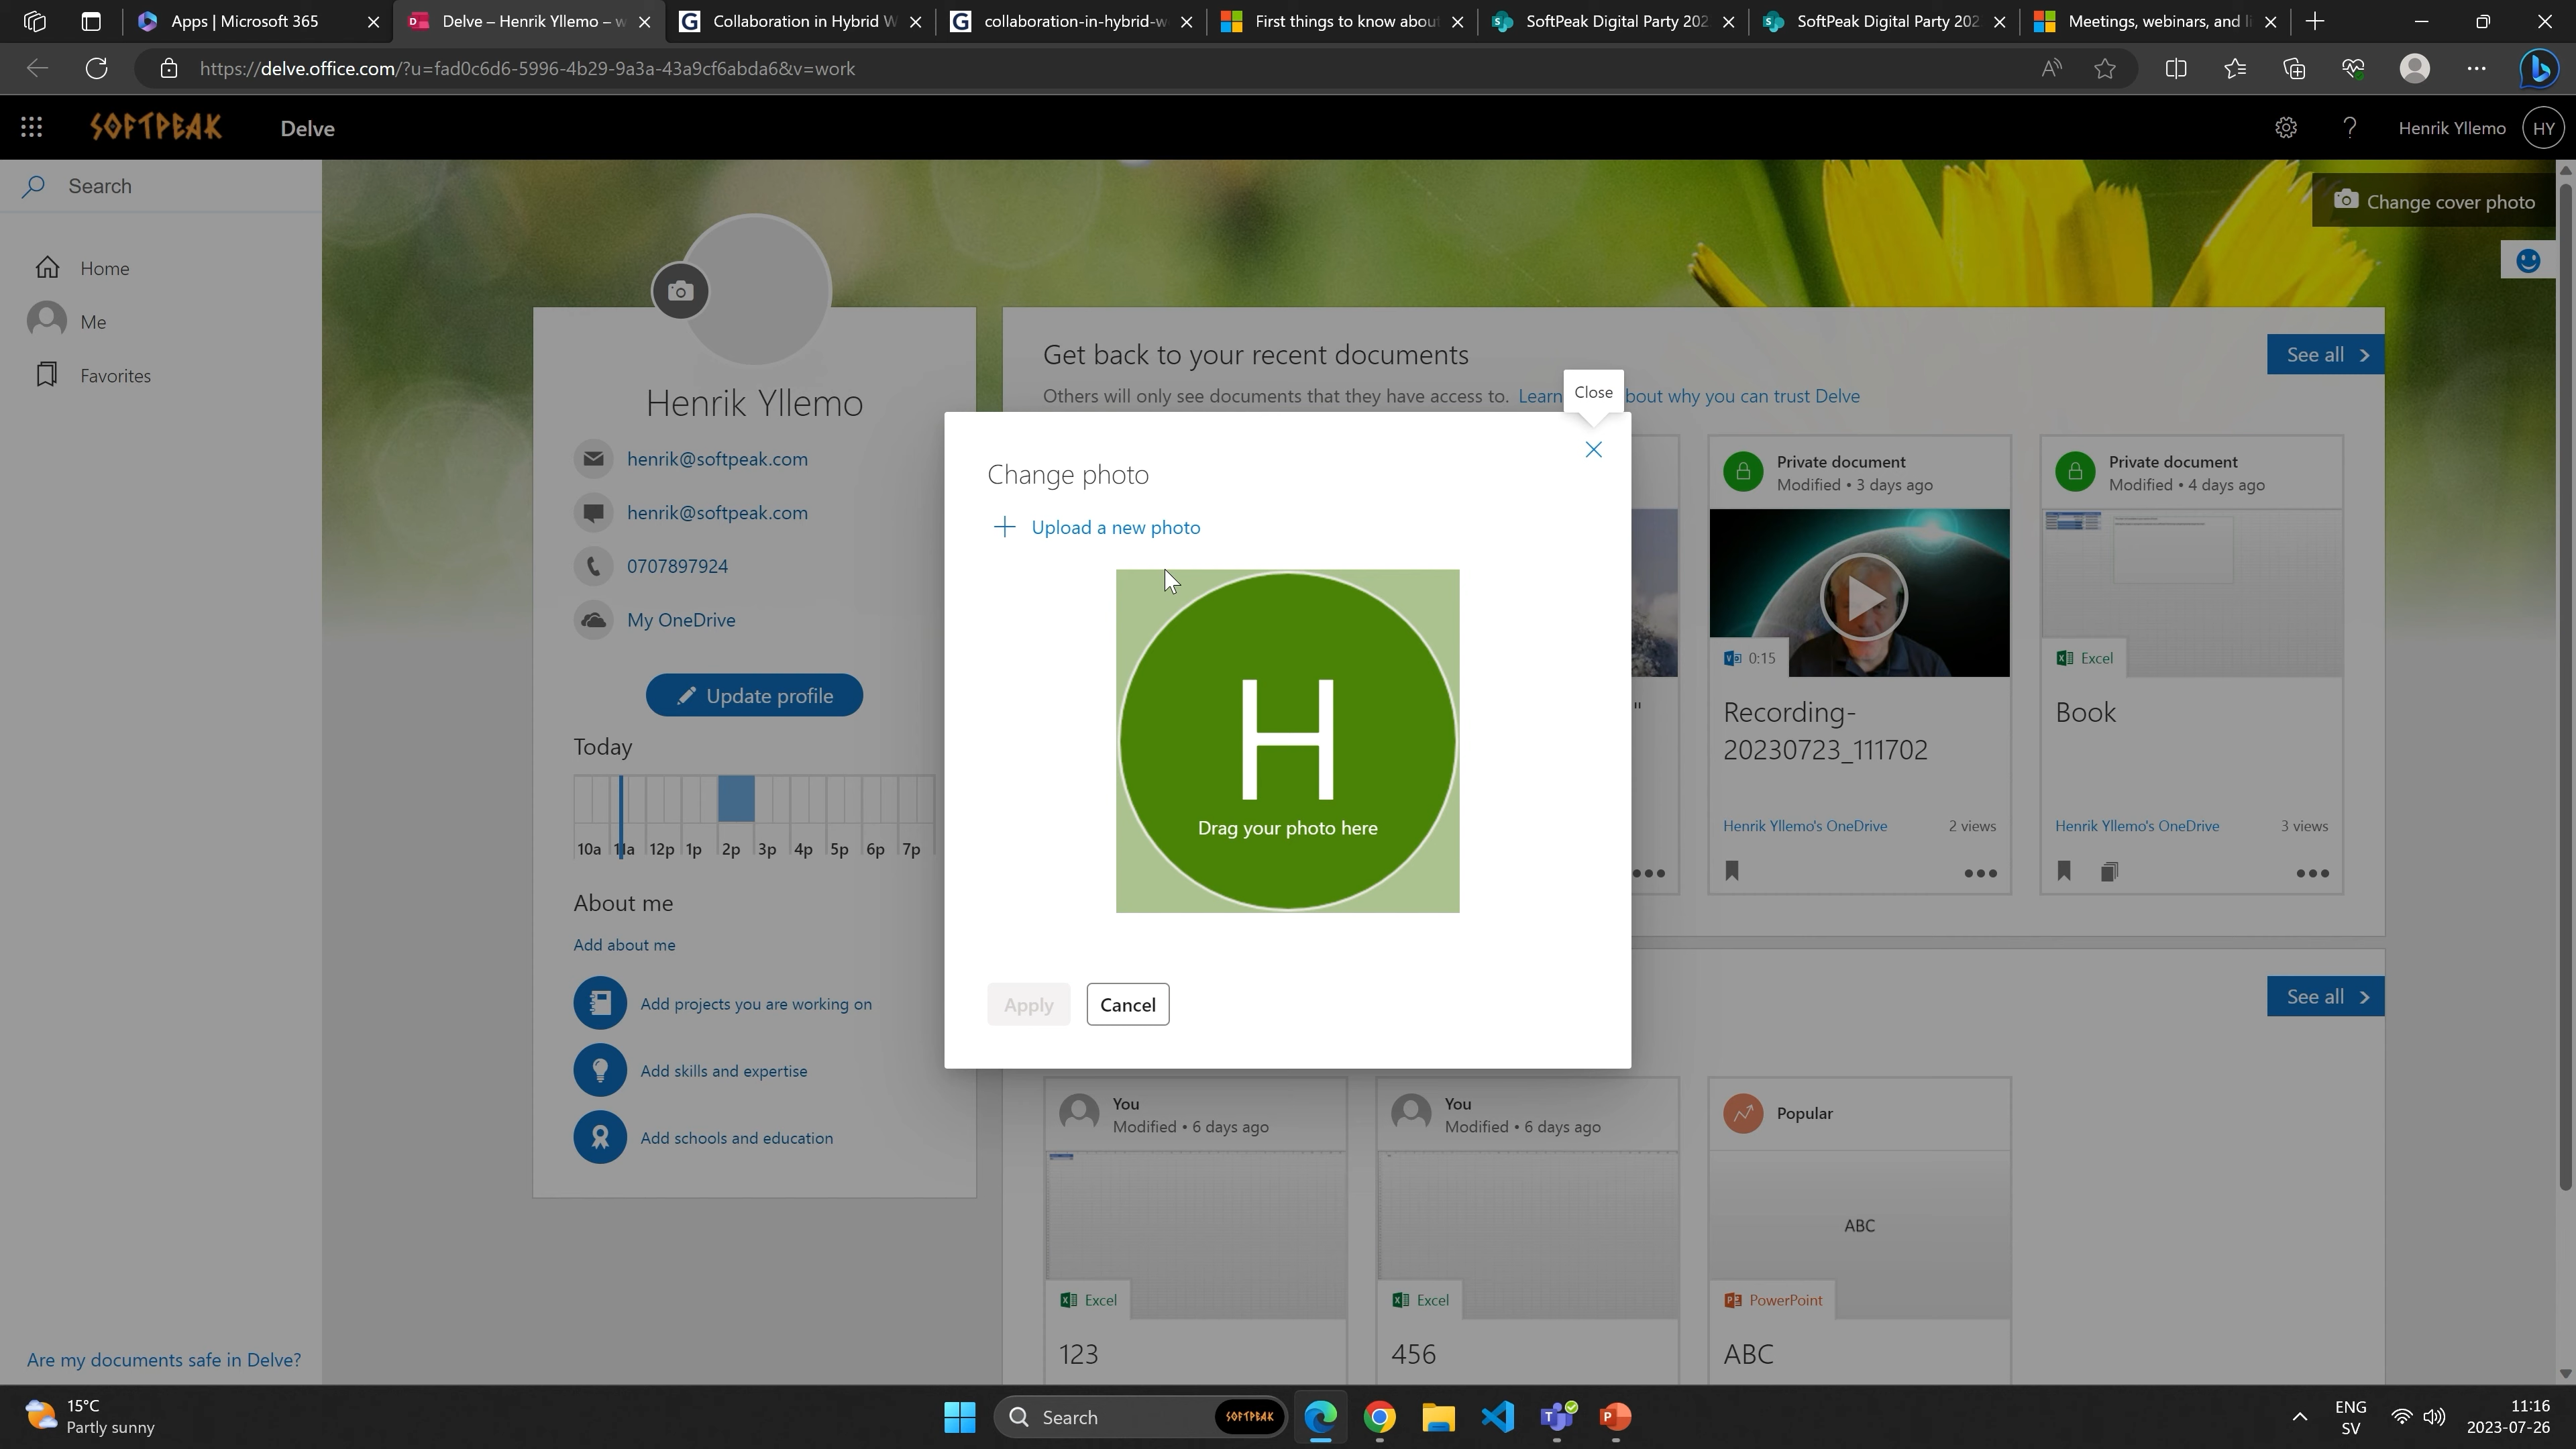 Apps | Microsoft 365
Delve – Henrik Yllemo – w
Collaboration in Hybrid W
collaboration-in-hybrid-w
First things to know about
SoftPeak Digital Party 202
SoftPeak Digital Party 202
Meetings, webinars, and li
https://delve.office.com/?u=fad0c6d6-5996-4b29-9a3a-43a9cf6abda6&v=work
SOFTPEAK
Delve
Henrik Yllemo
HY
Search
Change cover photo
Home
Me
Favorites
Henrik Yllemo
henrik@softpeak.com
henrik@softpeak.com
0707897924
My OneDrive
Update profile
Today
10a 11a 12p 1p 2p 3p 4p 5p 6p 7p
About me
Add about me
Add projects you are working on
Add skills and expertise
Add schools and education
Get back to your recent documents
See all
Others will only see documents that they have access to. Learn bout why you can trust Delve
Close
Change photo
Upload a new photo
H
Drag your photo here
Apply
Cancel
"
Private document
Modified • 3 days ago
0:15
Recording-
20230723_111702
Henrik Yllemo's OneDrive
2 views
Private document
Modified • 4 days ago
Excel
Book
Henrik Yllemo's OneDrive
3 views
See all
You
Modified • 6 days ago
Excel
123
You
Modified • 6 days ago
Excel
456
Popular
ABC
PowerPoint
ABC
Are my documents safe in Delve?
15°C
Partly sunny
Search
SOFTPEAK
ENG
SV
11:16
2023-07-26